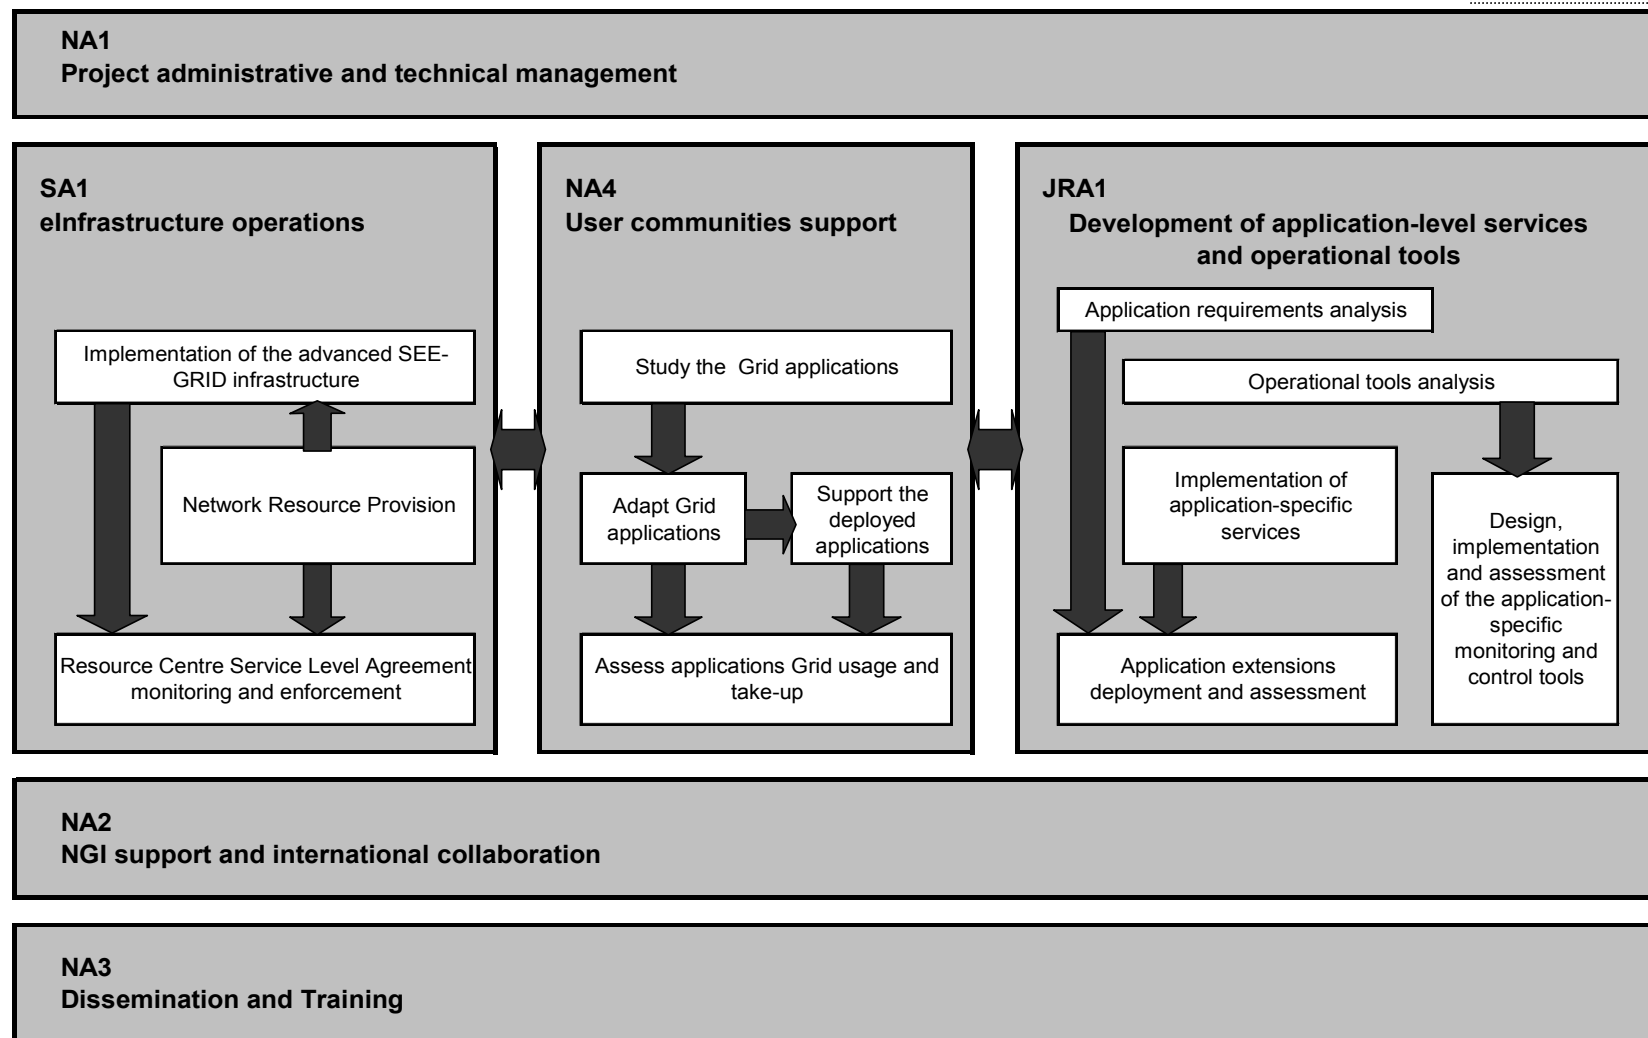 NA1
Project administrative and technical management
SA1
eInfrastructure operations
Implementation of the advanced SEE-
GRID infrastructure
Network Resource Provision
Resource Centre Service Level Agreement
monitoring and enforcement
NA4
User communities support
Study the Grid applications
Adapt Grid
applications
Support the
deployed
applications
Assess applications Grid usage and
take-up
JRA1
Development of application-level services
and operational tools
Application requirements analysis
Operational tools analysis
Implementation of
application-specific
services
Application extensions
deployment and assessment
Design,
implementation
and assessment
of the application-
specific
monitoring and
control tools
NA2
NGI support and international collaboration
NA3
Dissemination and Training